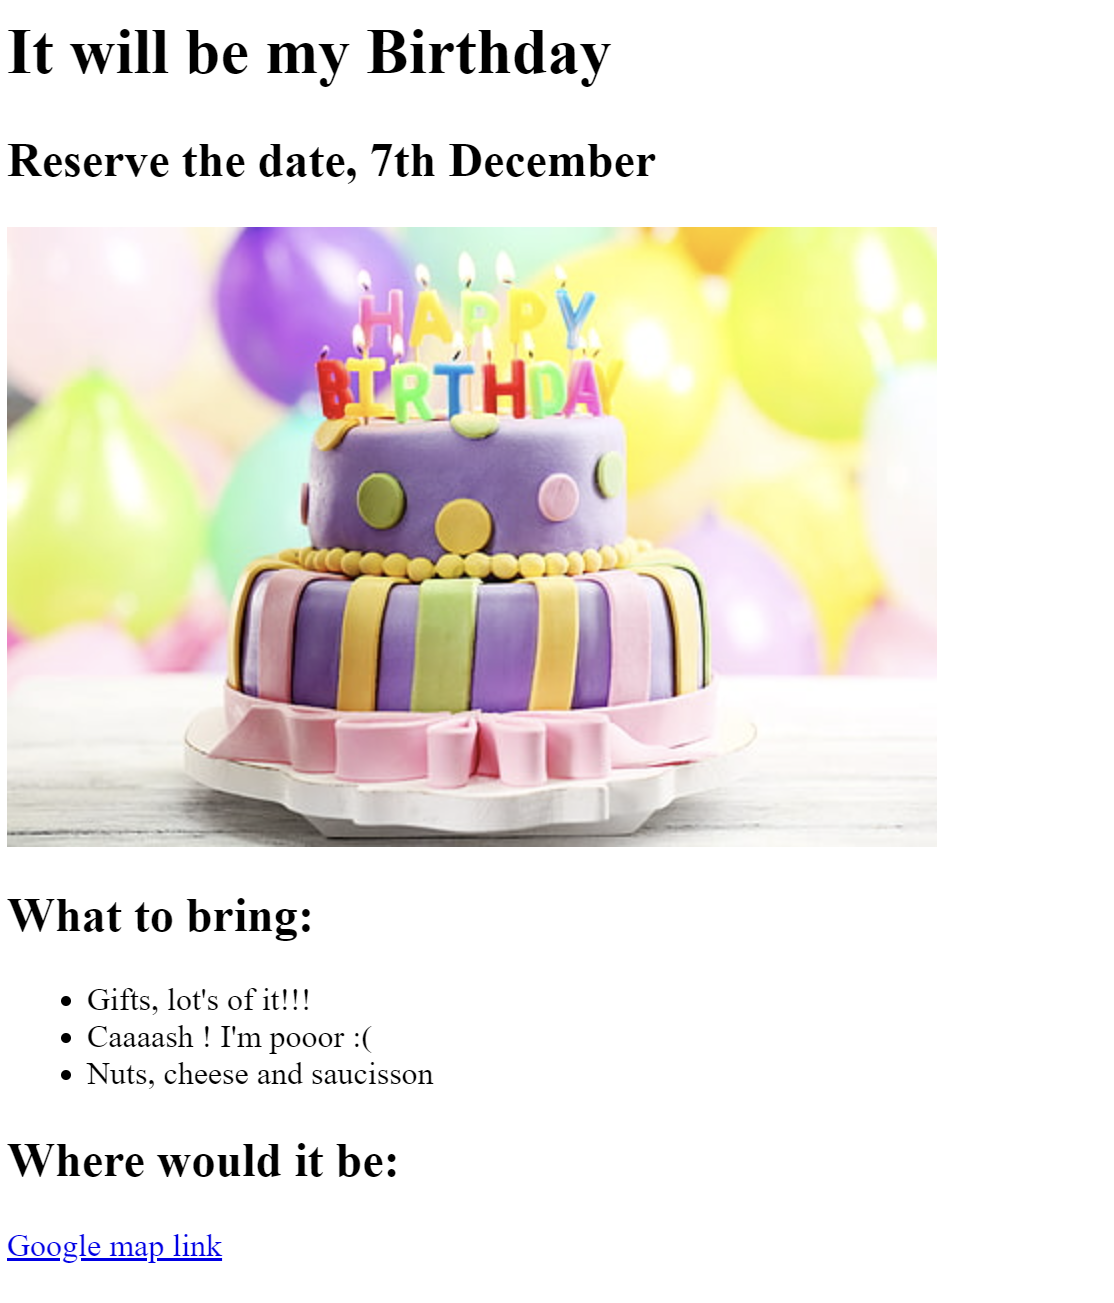 It will be my Birthday
Reserve the date, 7th December
HAPPY
BIRTHDAY
What to bring:
Gifts, lot's of it!!!
Caaaash ! I'm pooor :(
Nuts, cheese and saucisson
Where would it be:
Google map link